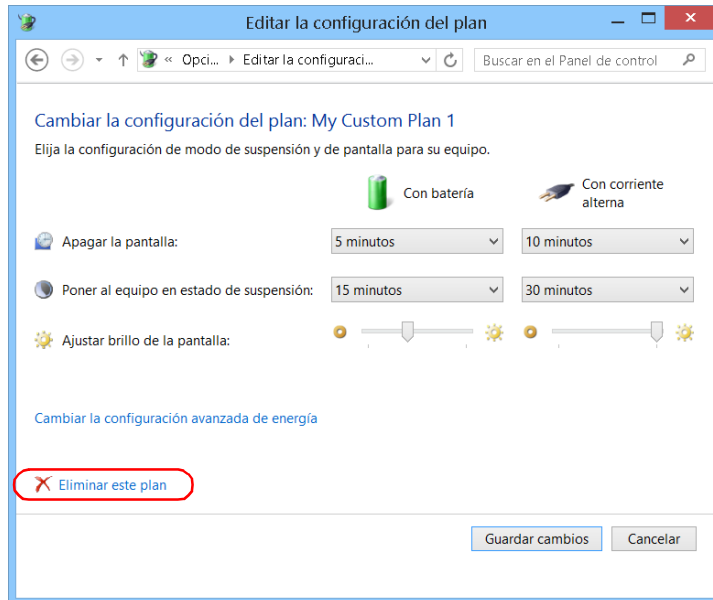 Editar la configuración del plan
« Opci... Editar la configuraci...
Buscar en el Panel de control
Cambiar la configuración del plan: My Custom Plan 1
Elija la configuración de modo de suspensión y de pantalla para su equipo.
Con batería
Con corriente
alterna
Apagar la pantalla:
5 minutos
10 minutos
Poner al equipo en estado de suspensión:
15 minutos
30 minutos
Ajustar brillo de la pantalla:
Cambiar la configuración avanzada de energía
Eliminar este plan
Guardar cambios
Cancelar